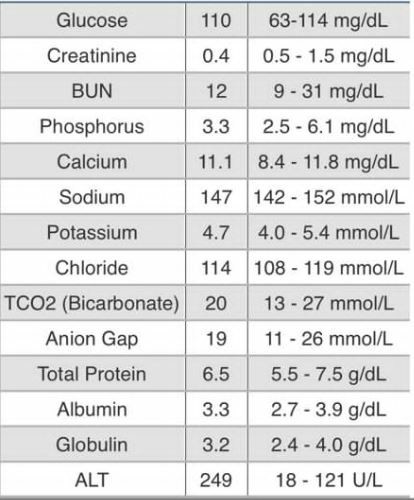 Glucose 110 63-114 mg/dL
Creatinine 0.4 0.5 - 1.5 mg/dL
BUN 12 9 - 31 mg/dL
Phosphorus 3.3 2.5 - 6.1 mg/dL
Calcium 11.1 8.4 - 11.8 mg/dL
Sodium 147 142 - 152 mmol/L
Potassium 4.7 4.0 - 5.4 mmol/L
Chloride 114 108 - 119 mmol/L
TCO2 (Bicarbonate) 20 13 - 27 mmol/L
Anion Gap 19 11 - 26 mmol/L
Total Protein 6.5 5.5 - 7.5 g/dL
Albumin 3.3 2.7 - 3.9 g/dL
Globulin 3.2 2.4 - 4.0 g/dL
ALT 249 18 - 121 U/L